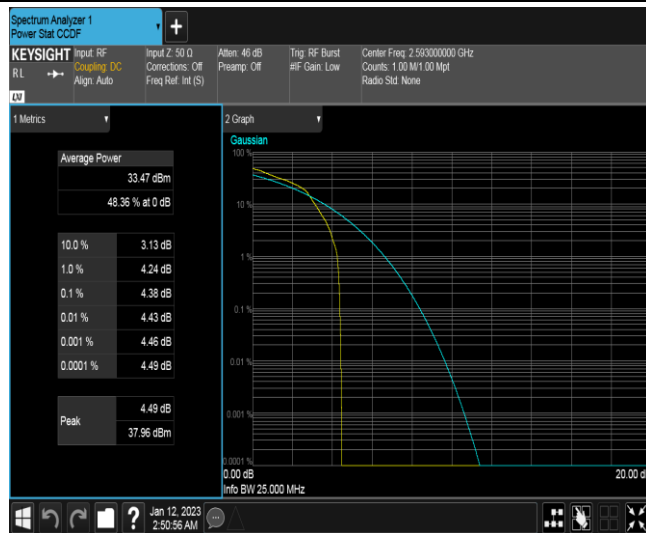 Spectrum Analyzer 1
Power Stat CCDF
+
KEYSIGHT
RL
Input: RF
Coupling: DC
Align: Auto
Input Z: 50 Ω
Corrections: Off
Freq Ref: Int (S)
Atten: 46 dB
Preamp: Off
Trig: RF Burst
#IF Gain: Low
Center Freq: 2.593000000 GHz
Counts: 1.00 M/1.00 Mpt
Radio Std: None
LXI
1 Metrics
Average Power
33.47 dBm
48.36 % at 0 dB
10.0 % 3.13 dB
1.0 % 4.24 dB
0.1 % 4.38 dB
0.01 % 4.43 dB
0.001 % 4.46 dB
0.0001 % 4.49 dB
Peak
4.49 dB
37.96 dBm
2 Graph
Gaussian
100 %
10 %
1 %
0.1 %
0.01 %
0.001 %
0.0001 %
0.00 dB
20.00 d
Info BW 25.000 MHz
?
Jan 12, 2023
2:50:56 AM